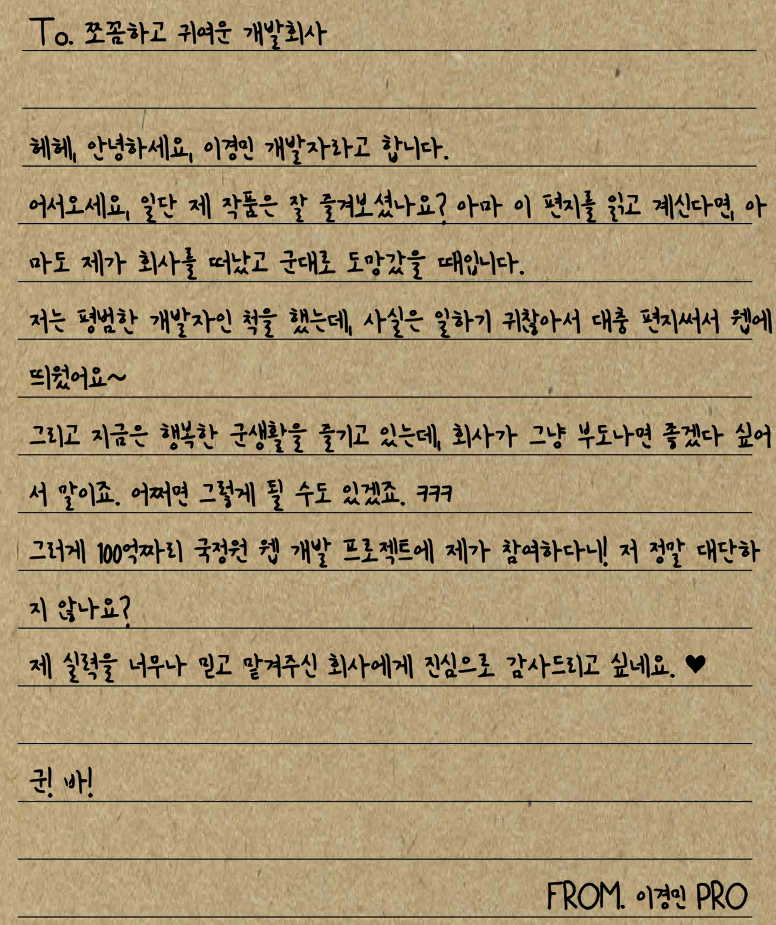 To. 쪼꼼하고 귀여운 개발회사
헤헤, 안녕하세요, 이경민 개발자라고 합니다.
어서오세요, 일단 제 작품은 잘 즐겨보셨나요? 아마 이 편지를 읽고 계신다면, 아
마도 제가 회사를 떠났고 군대로 도망갔을 때입니다.
저는 평범한 개발자인 척을 했는데, 사실은 일하기 귀찮아서 대충 편지써서 웹에
띄웠어요~
그리고 지금은 행복한 군생활을 즐기고 있는데, 회사가 그냥 부도나면 좋겠다 싶어
서 말이죠. 어쩌면 그렇게 될 수도 있겠죠. ㅋㅋㅋ
그러게 100억짜리 국정원 웹 개발 프로젝트에 제가 참여하다니! 저 정말 대단하
지 않나요?
제 실력을 너무나 믿고 맡겨주신 회사에게 진심으로 감사드리고 싶네요. ♥
군! 바!
FROM. 이경민 PRO